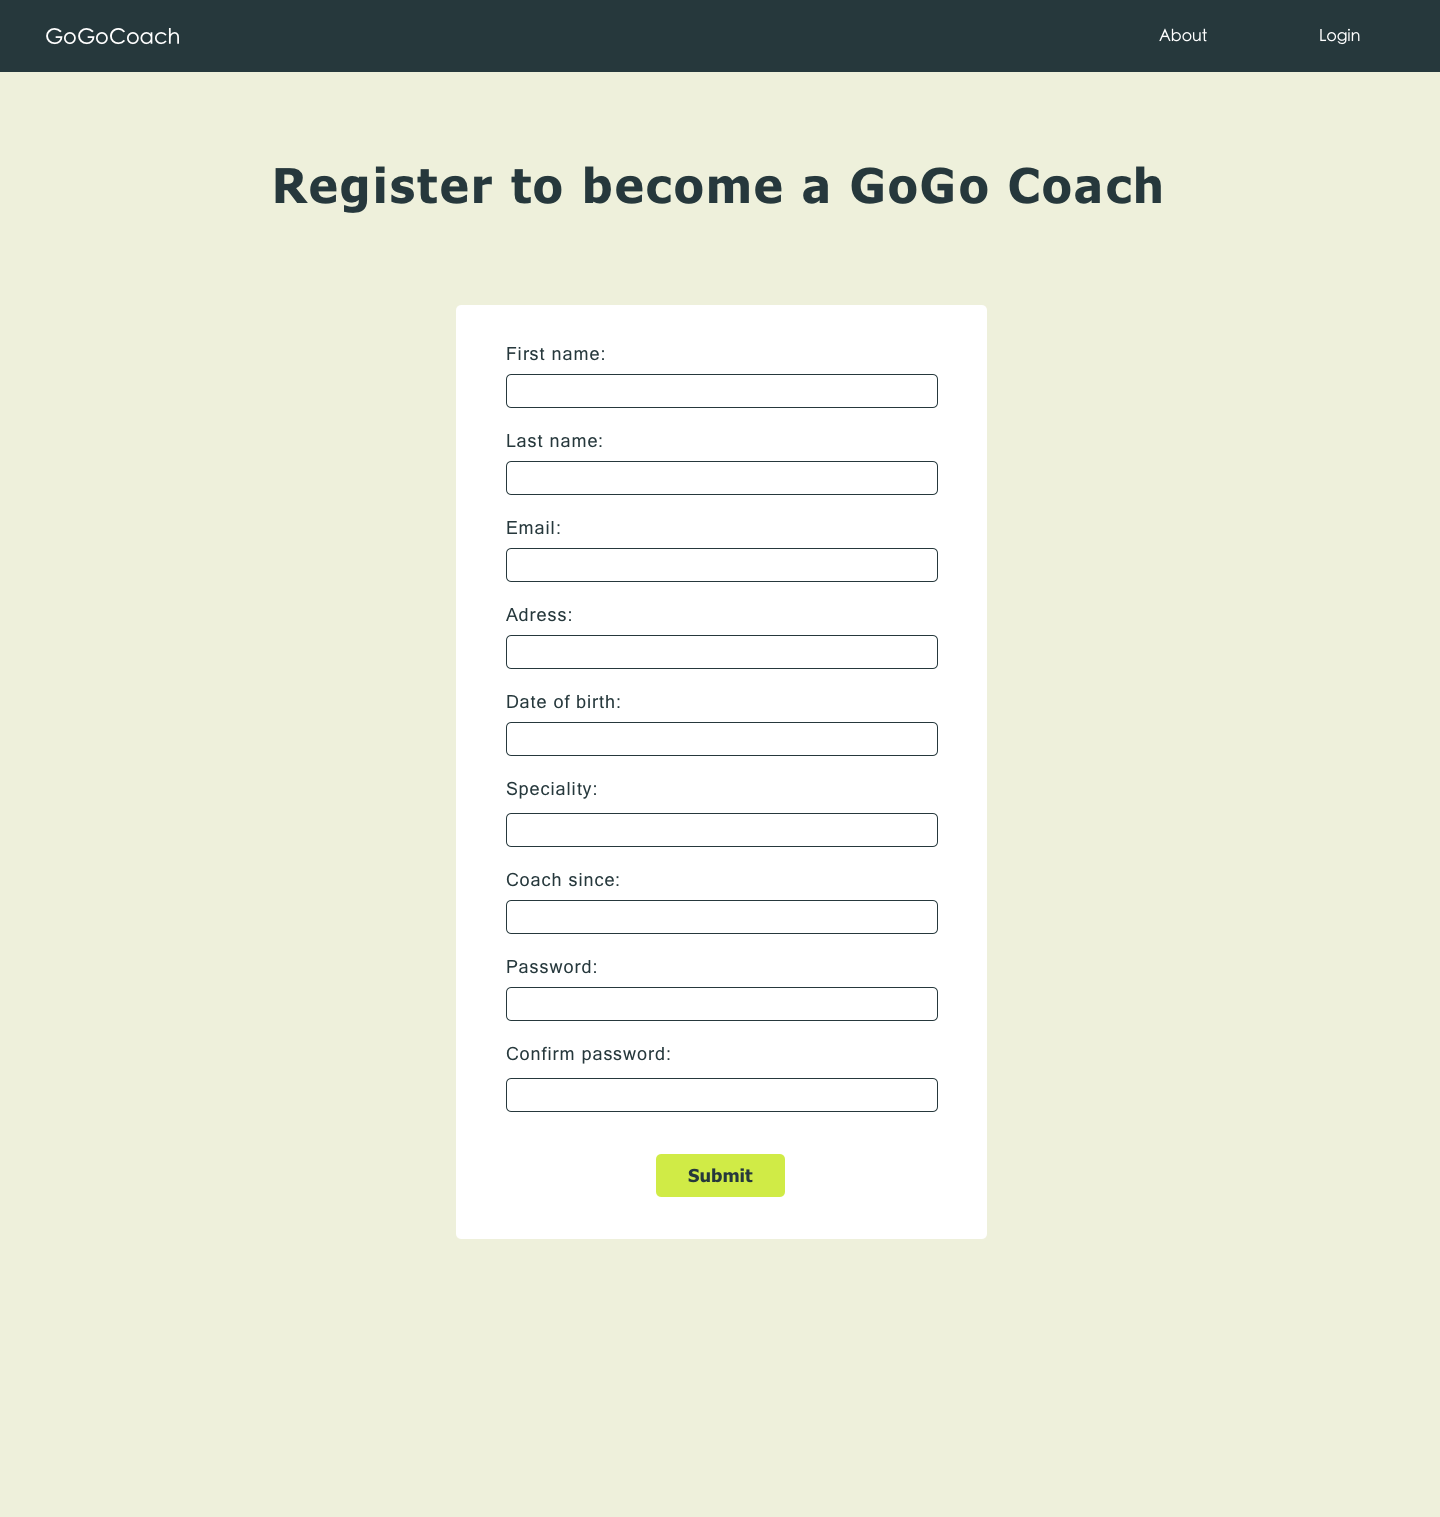 GoGoCoach About Login
Register to become a GoGo Coach
First name:
Last name:
Email:
Adress:
Date of birth:
Speciality:
Coach since:
Password:
Confirm password:
Submit